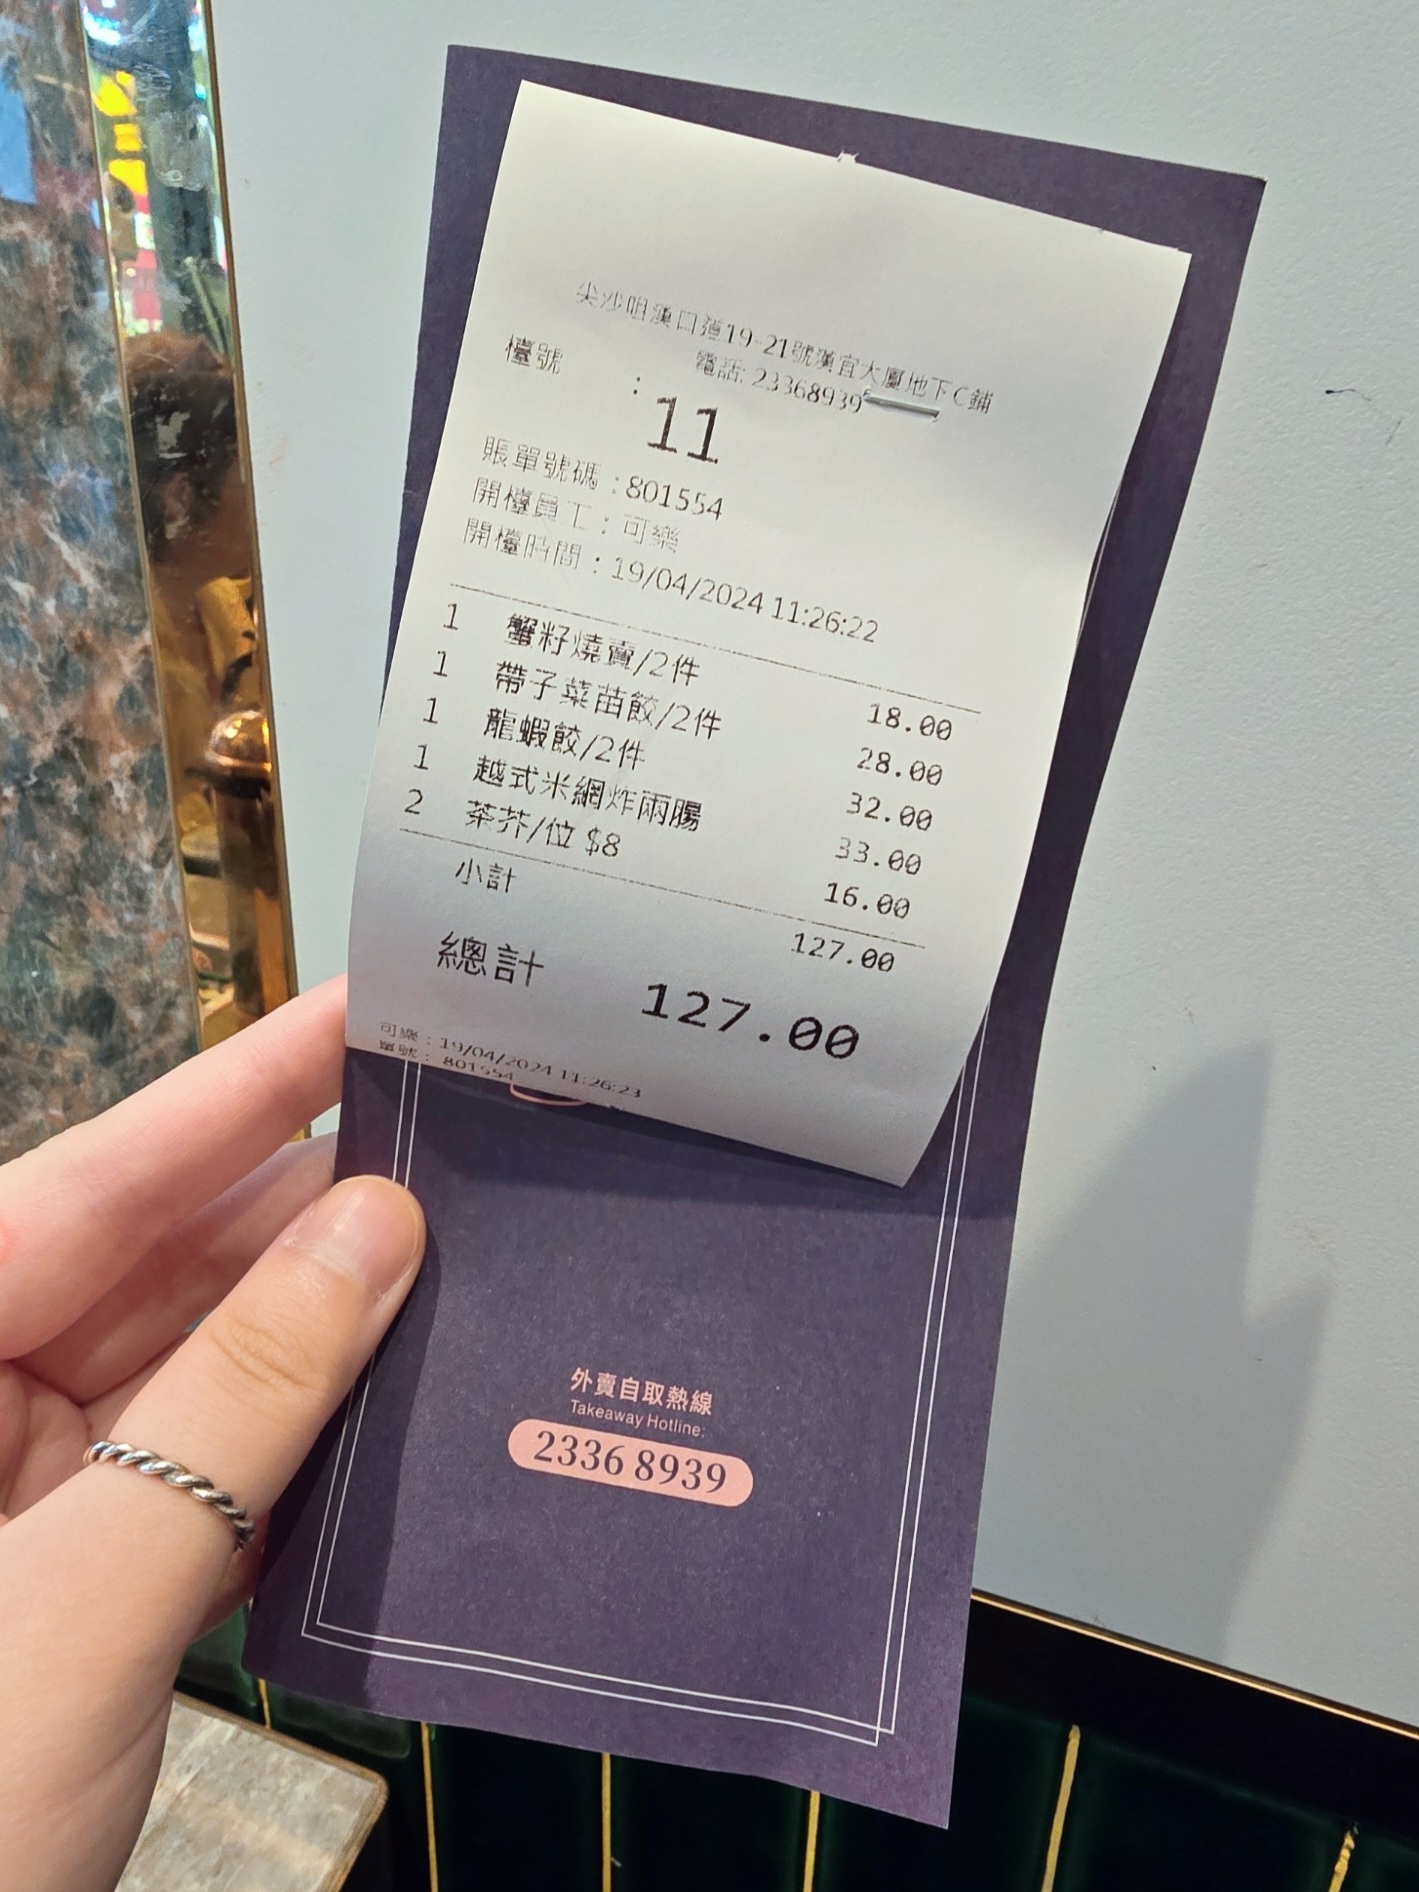 尖沙咀漢口道19-21號漢宜大廈地下C鋪
電話: 23368939
檯號 : 11
賬單號碼 :801554
開檯員工 : 可樂
開檯時間 : 19/04/2024 11:26:22
1 蟹籽燒賣/2件 18.00
1 帶子菜苗餃/2件 28.00
1 龍蝦餃/2件 32.00
1 越式米網炸兩腸 33.00
2 茶芥/位 $8 16.00
小計 127.00
總計 127.00
可樂 : 19/04/2024 11:26:23
單號 : 801554
外賣自取熱線
Takeaway Hotline:
2336 8939